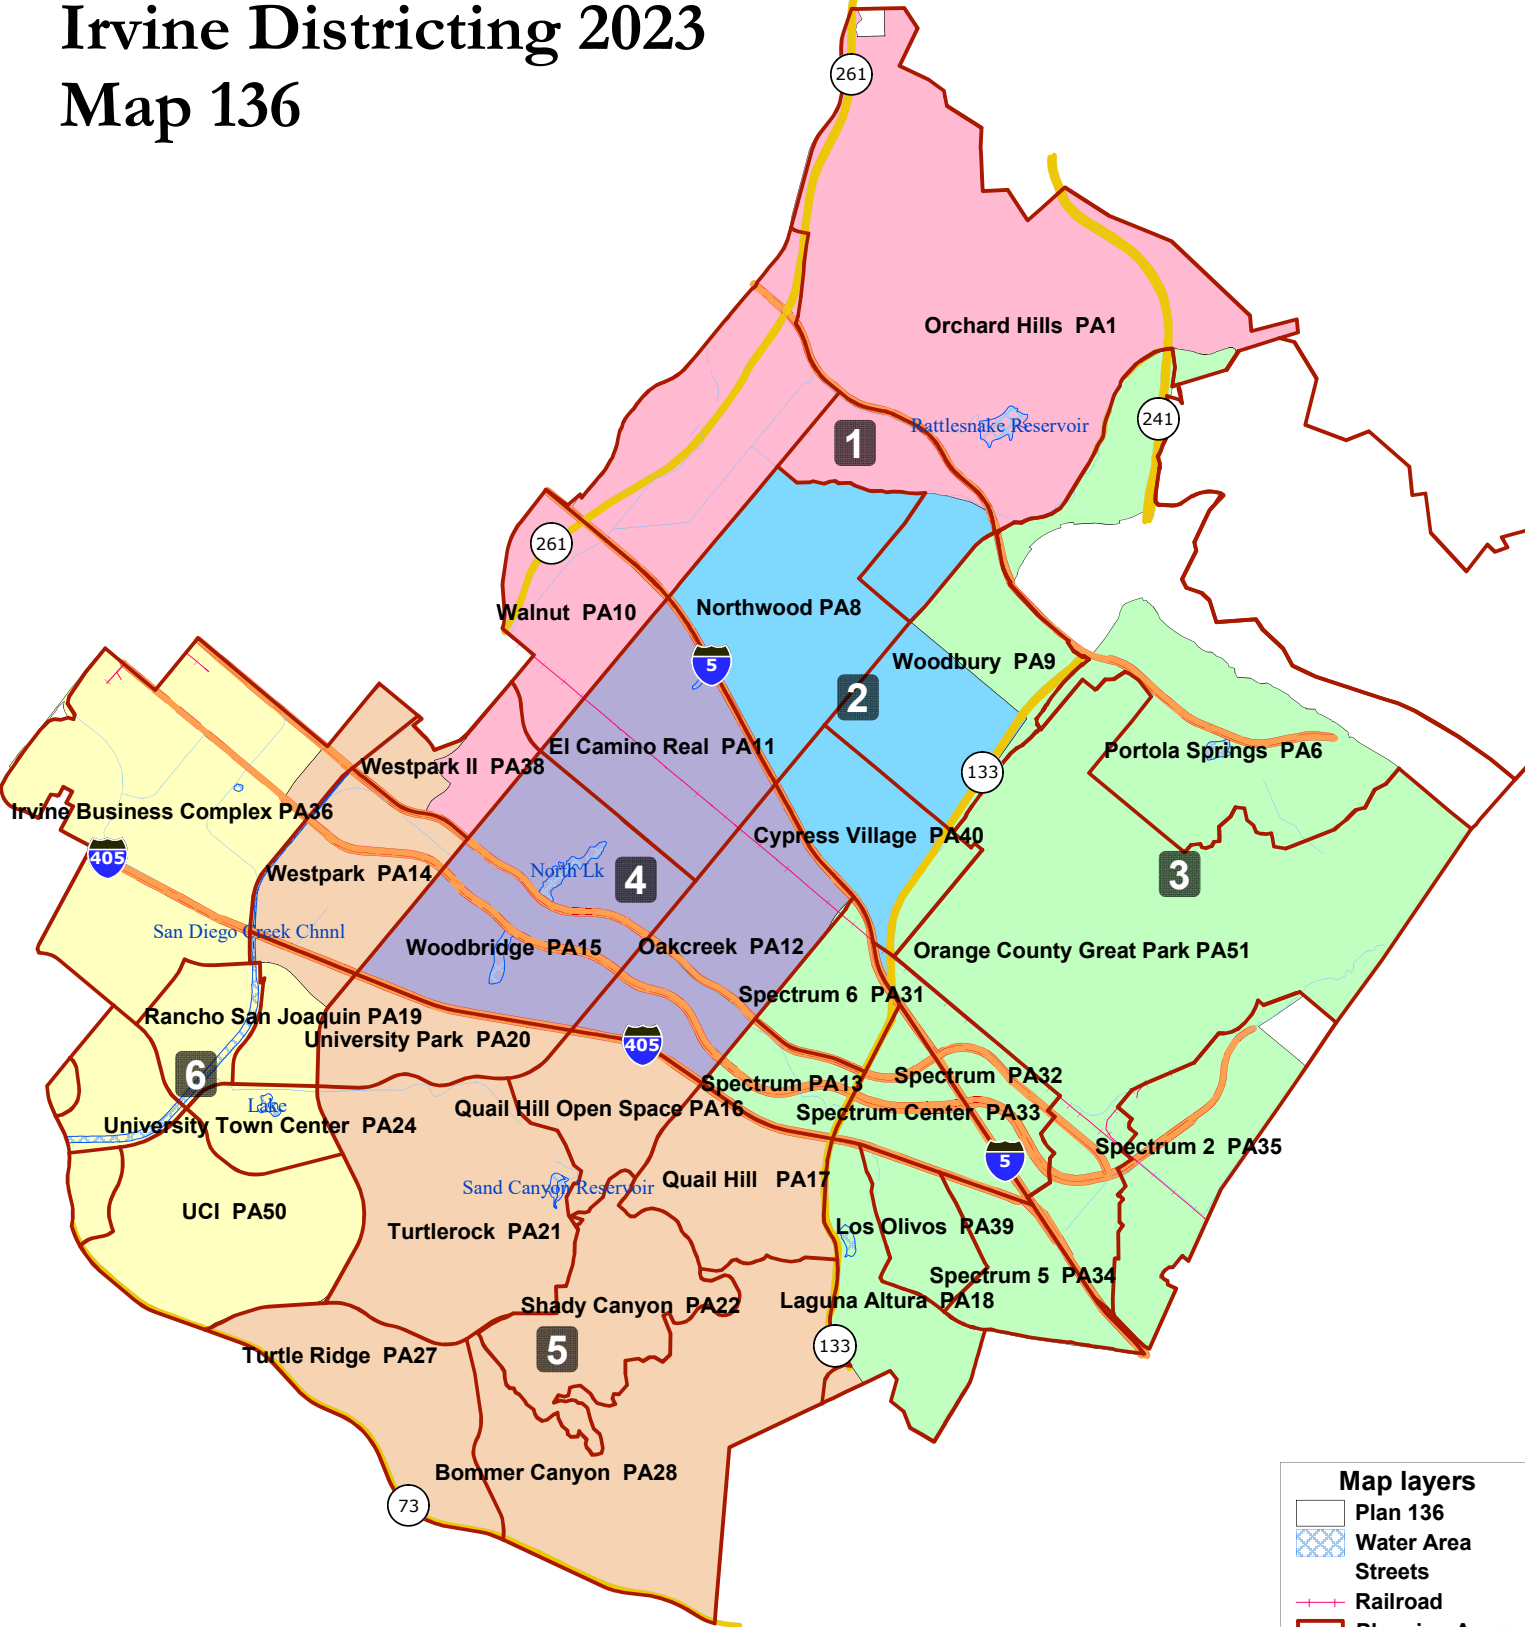 Irvine Districting 2023
Map 136
261
Orchard Hills PA1
241
Rattlesnake Reservoir
1
261
Walnut PA10
Northwood PA8
5
Woodbury PA9
2
El Camino Real PA11
Portola Springs PA6
Westpark II PA38
133
Irvine Business Complex PA36
Cypress Village PA40
405
Westpark PA14
North Lk
4
3
San Diego Creek Chnnl
Woodbridge PA15
Oakcreek PA12
Orange County Great Park PA51
Spectrum 6 PA31
Rancho San Joaquin PA19
University Park PA20
405
6
Spectrum PA13
Spectrum PA32
Lake
Quail Hill Open Space PA16
Spectrum Center PA33
University Town Center PA24
Spectrum 2 PA35
5
Quail Hill PA17
Sand Canyon Reservoir
UCI PA50
Turtlerock PA21
Los Olivos PA39
Spectrum 5 PA34
Shady Canyon PA22
Laguna Altura PA18
5
133
Turtle Ridge PA27
Bommer Canyon PA28
73
Map layers
Plan 136
Water Area
Streets
Railroad